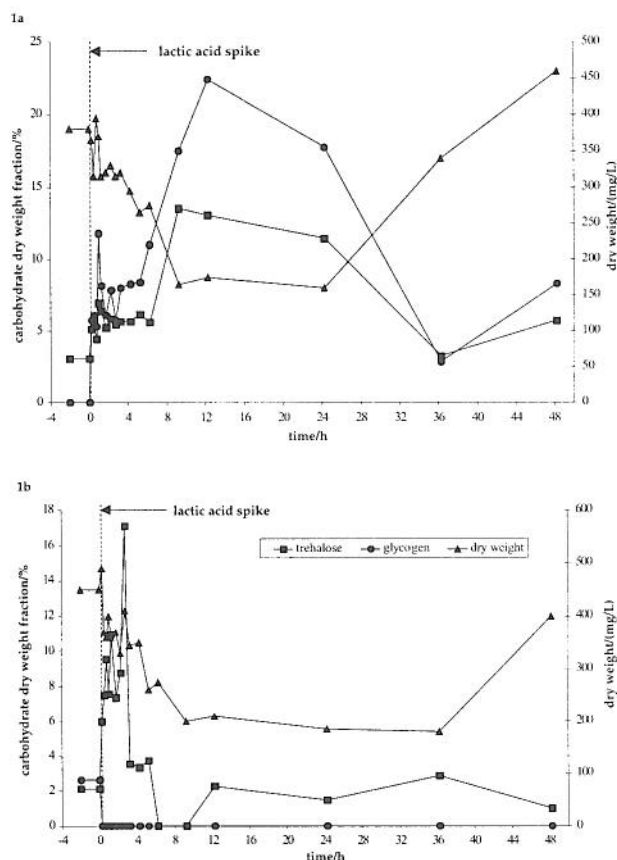 1a
lactic acid spike
carbohydrate dry weight fraction/%
25
20
15
10
5
0
dry weight/(mg/L)
500
450
400
350
300
250
200
150
100
50
0
-4 0 4 8 12 16 20 24 28 32 36 40 44 48
time/h
1b
lactic acid spike
trehalose glycogen dry weight
carbohydrate dry weight fraction/%
18
16
14
12
10
8
6
4
2
0
dry weight/(mg/L)
600
500
400
300
200
100
0
-4 0 4 8 12 16 20 24 28 32 36 40 44 48
time/h